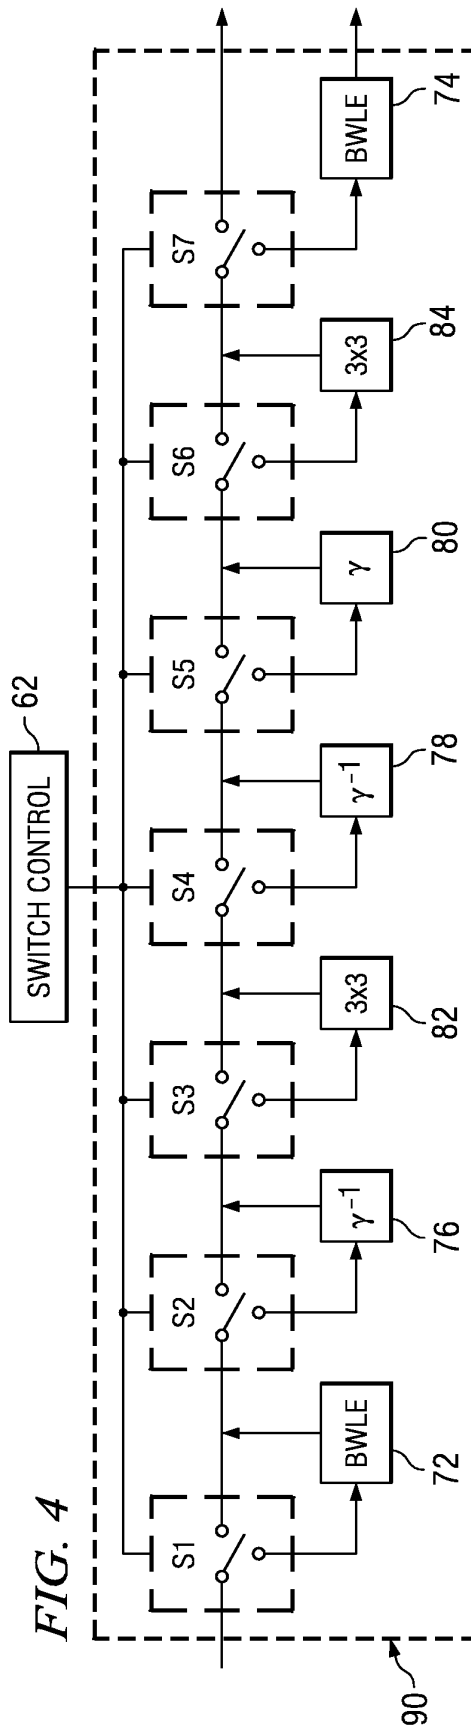 FIG. 4
SWITCH CONTROL
62
S1
S2
S3
S4
S5
S6
S7
BWLE
γ⁻¹
3x3
γ⁻¹
γ
3x3
BWLE
72
76
82
78
80
84
74
90